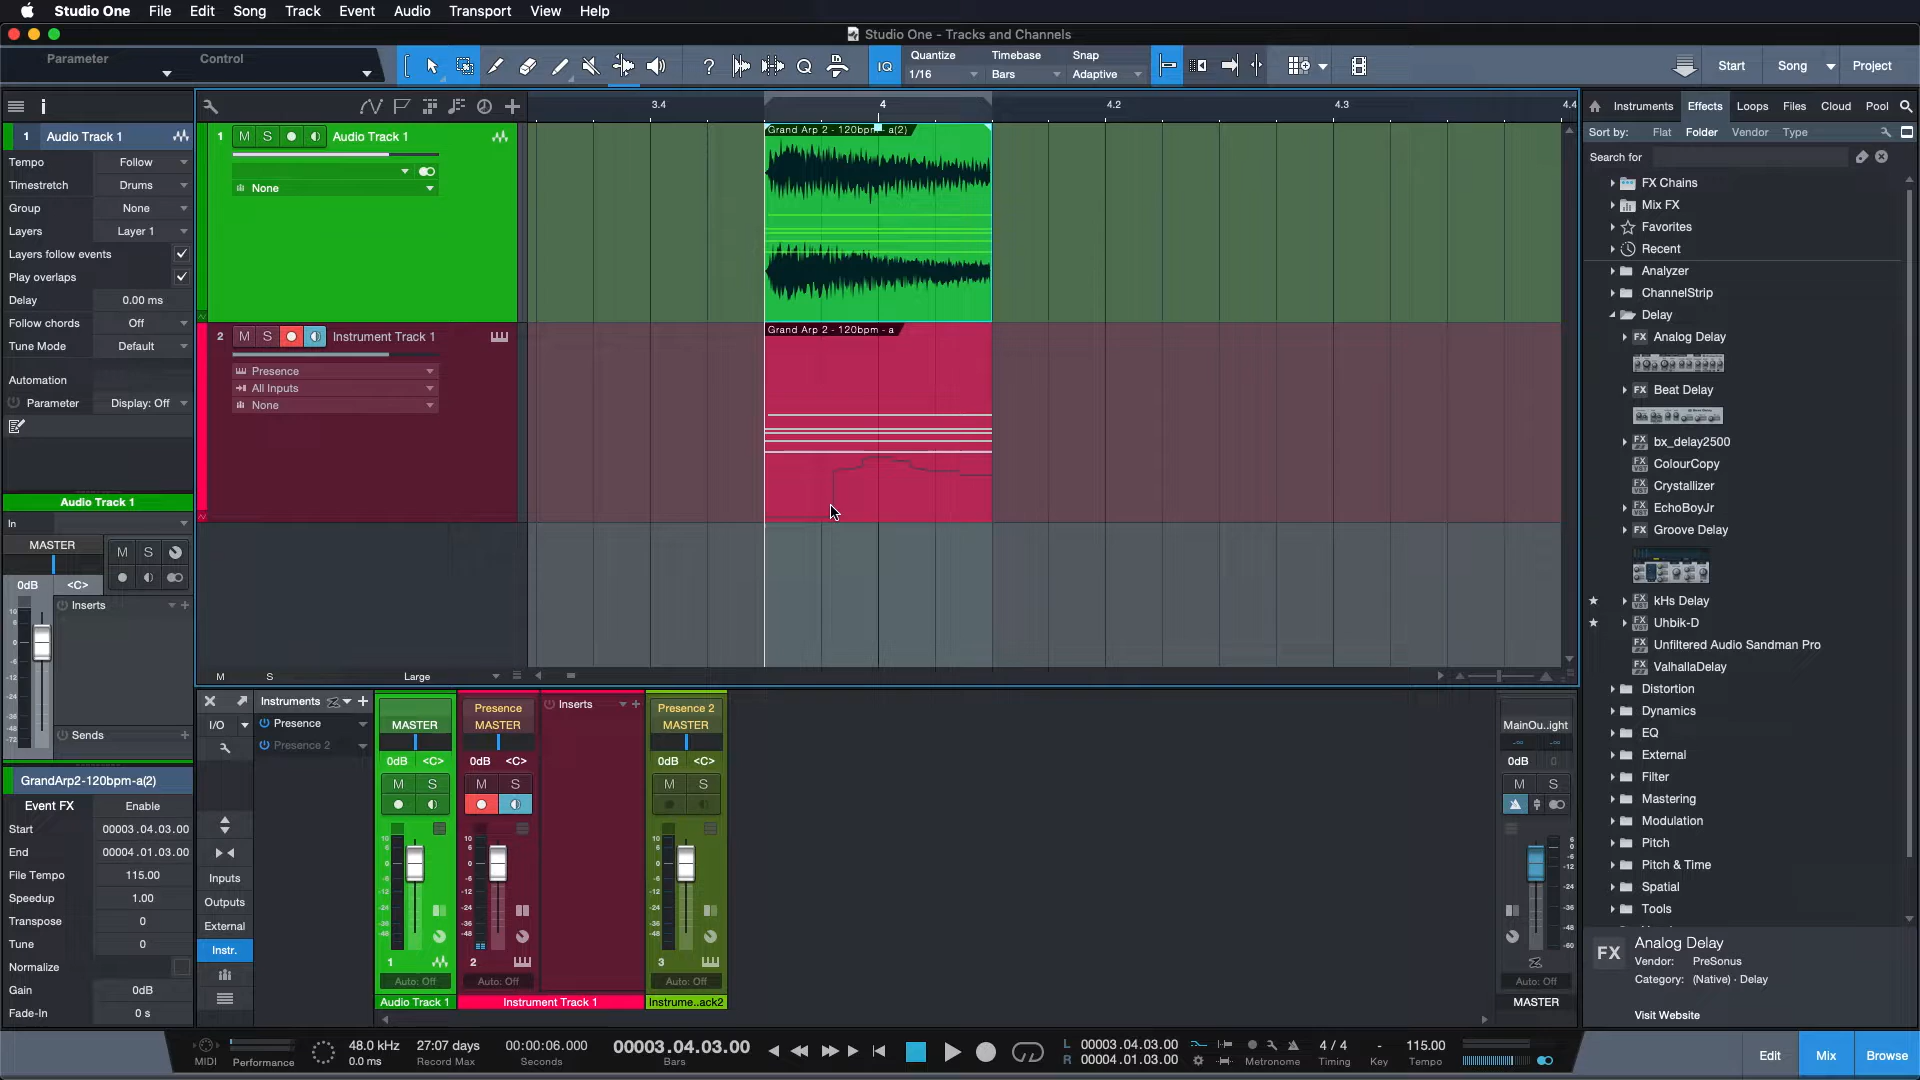 Studio One File Edit Song Track Event Audio Transport View Help
Studio One - Tracks and Channels
Parameter Control
Quantize Timebase Snap
IQ 1/16 Bars Adaptive
Start Song Project
3.4 4 4.2 4.3 4.4
Instruments Effects Loops Files Cloud Pool
1 Audio Track 1
Tempo Follow
Timestretch Drums
Group None
Layers Layer 1
Layers follow events
Play overlaps
Delay 0.00 ms
Follow chords Off
Tune Mode Default
Automation
Parameter Display: Off
1 M S Audio Track 1
None
Grand Arp 2 - 120bpm - a(2)
2 M S Instrument Track 1
Presence
All Inputs
None
Grand Arp 2 - 120bpm - a
M S Large
Sort by: Flat Folder Vendor Type
Search for
FX Chains
Mix FX
Favorites
Recent
Analyzer
ChannelStrip
Delay
FX Analog Delay
FX Beat Delay
FX bx_delay2500
FX ColourCopy
FX Crystallizer
FX EchoBoyJr
FX Groove Delay
FX kHs Delay
FX Uhbik-D
FX Unfiltered Audio Sandman Pro
FX ValhallaDelay
Distortion
Dynamics
EQ
External
Filter
Mastering
Modulation
Pitch
Pitch & Time
Spatial
Tools
FX Analog Delay
Vendor: PreSonus
Category: (Native) · Delay
Visit Website
Audio Track 1
In
MASTER M S
0dB <C>
Inserts
Sends
GrandArp2-120bpm-a(2)
Event FX Enable
Start 00003.04.03.00
End 00004.01.03.00
File Tempo 115.00
Speedup 1.00
Transpose 0
Tune 0
Normalize
Gain 0dB
Fade-In 0 s
I/O
Inputs
Outputs
External
Instr.
Instruments
Presence
Presence 2
MASTER
0dB <C>
M S
1
Auto: Off
Audio Track 1
Presence
MASTER
0dB <C>
M S
2
Auto: Off
Inserts
Instrument Track 1
Presence 2
MASTER
0dB <C>
M S
3
Auto: Off
Instrume..ack2
MainOu..ight
0dB 0
M S
Auto: Off
MASTER
MIDI Performance
48.0 kHz
0.0 ms
27:07 days
Record Max
00:00:06.000
Seconds
00003.04.03.00
Bars
L 00003.04.03.00
R 00004.01.03.00
Metronome
4 / 4
Timing
-
Key
115.00
Tempo
Edit Mix Browse